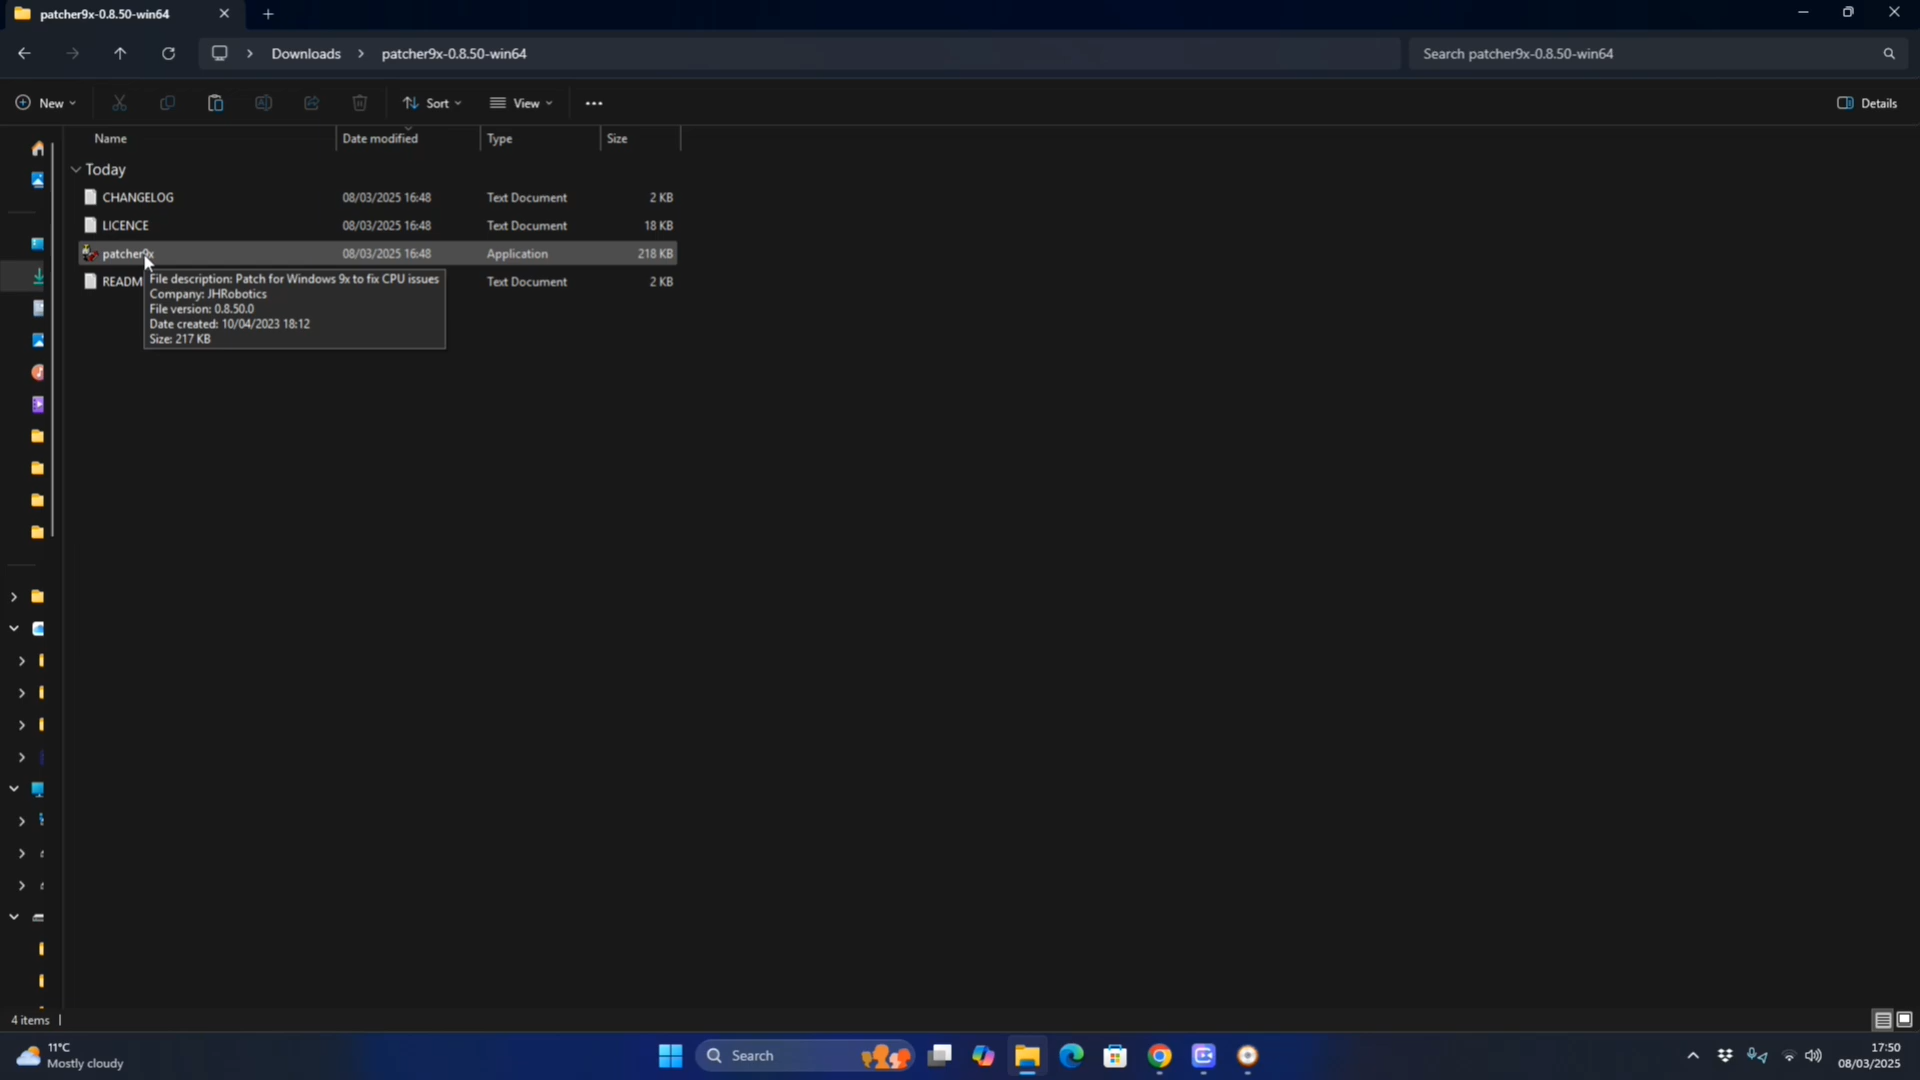 patcher9x-0.8.50-win64
Downloads > patcher9x-0.8.50-win64
Search patcher9x-0.8.50-win64
New
Sort
View
Details
Name Date modified Type Size
Today
CHANGELOG 08/03/2025 16:48 Text Document 2 KB
LICENCE 08/03/2025 16:48 Text Document 18 KB
patcher9x 08/03/2025 16:48 Application 218 KB
READM Text Document 2 KB
File description: Patch for Windows 9x to fix CPU issues
Company: JHRobotics
File version: 0.8.50.0
Date created: 10/04/2023 18:12
Size: 217 KB
4 items
11°C
Mostly cloudy
Search
17:50
08/03/2025